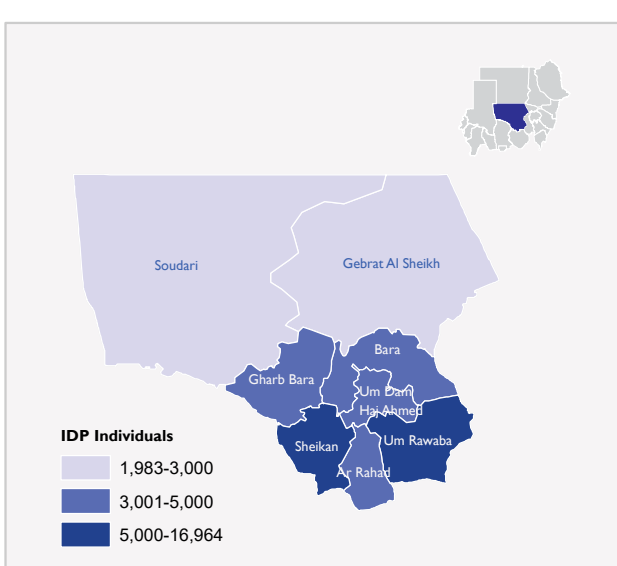 Soudari
Gebrat Al Sheikh
Bara
Gharb Bara
Um Dam
Haj Ahmed
Sheikan
Um Rawaba
Ar Rahad
IDP Individuals
1,983-3,000
3,001-5,000
5,000-16,964